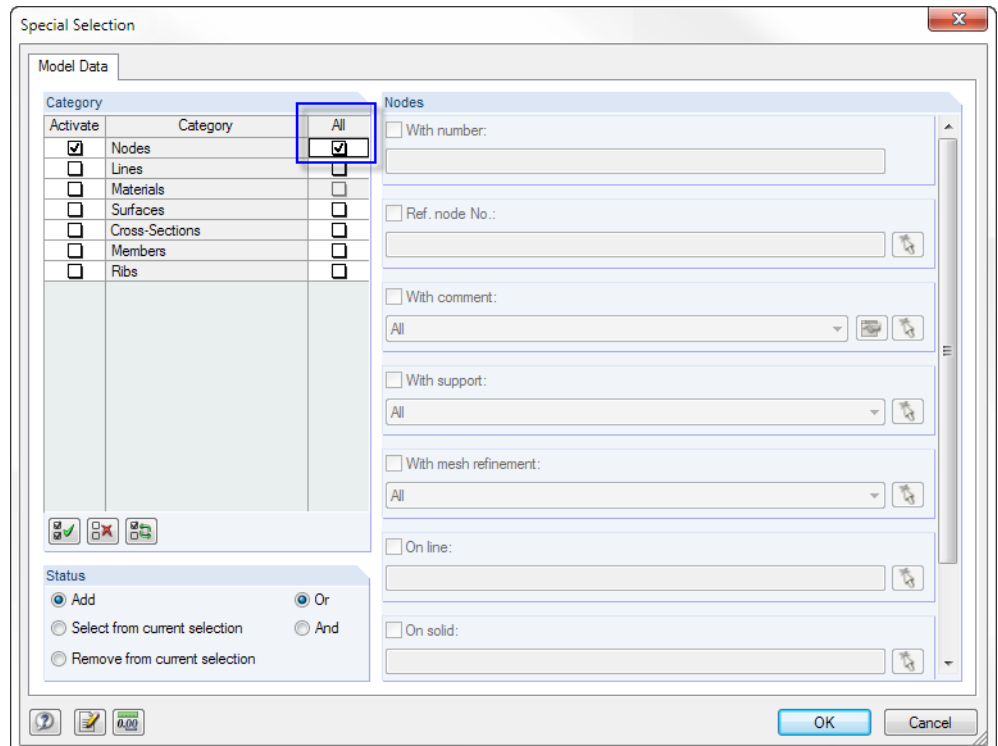 Special Selection
Model Data
Category
Activate Category All
Nodes
Lines
Materials
Surfaces
Cross-Sections
Members
Ribs
Status
Add Or
Select from current selection And
Remove from current selection
Nodes
With number:
Ref. node No.:
With comment:
All
With support:
All
With mesh refinement:
All
On line:
On solid:
0.00
OK Cancel